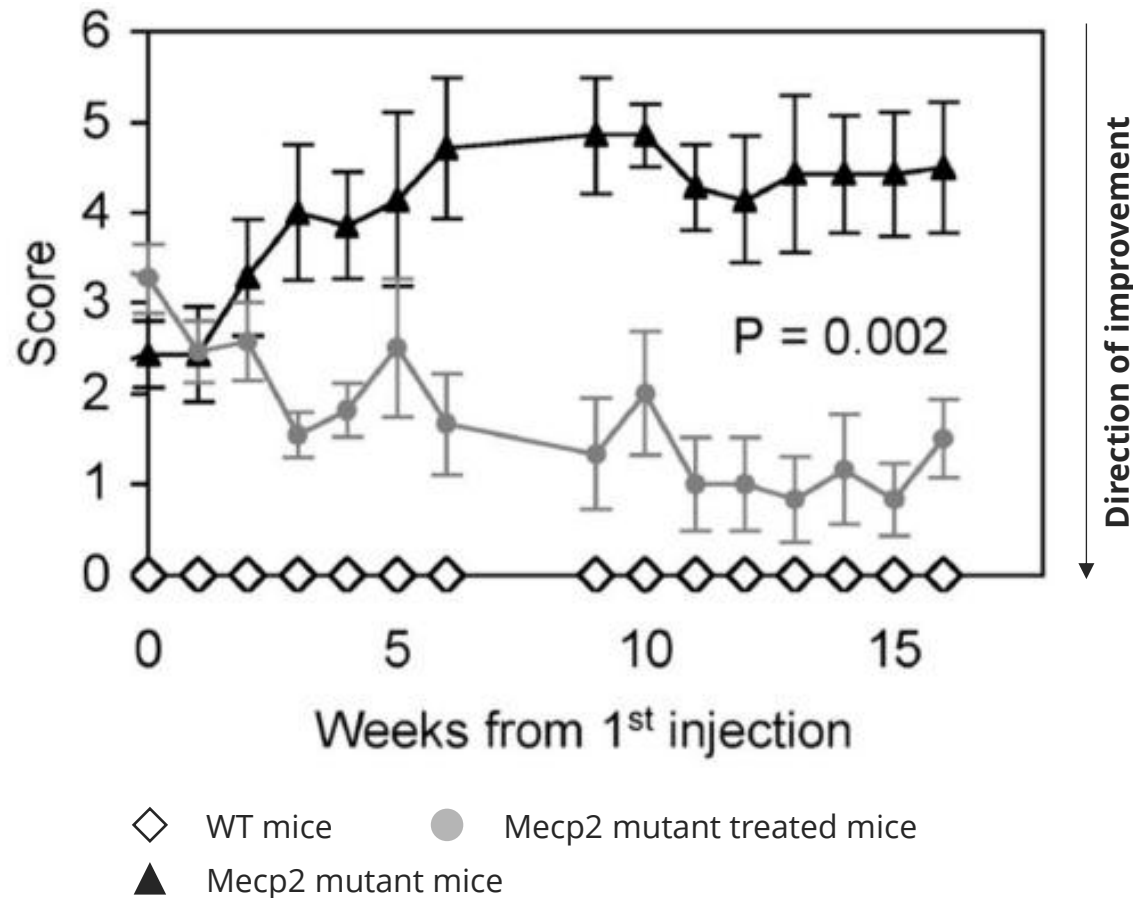 6
5
4
3
2
1
0
Score
P = 0.002
Direction of improvement
0 5 10 15
Weeks from 1st injection
WT mice
Mecp2 mutant treated mice
Mecp2 mutant mice